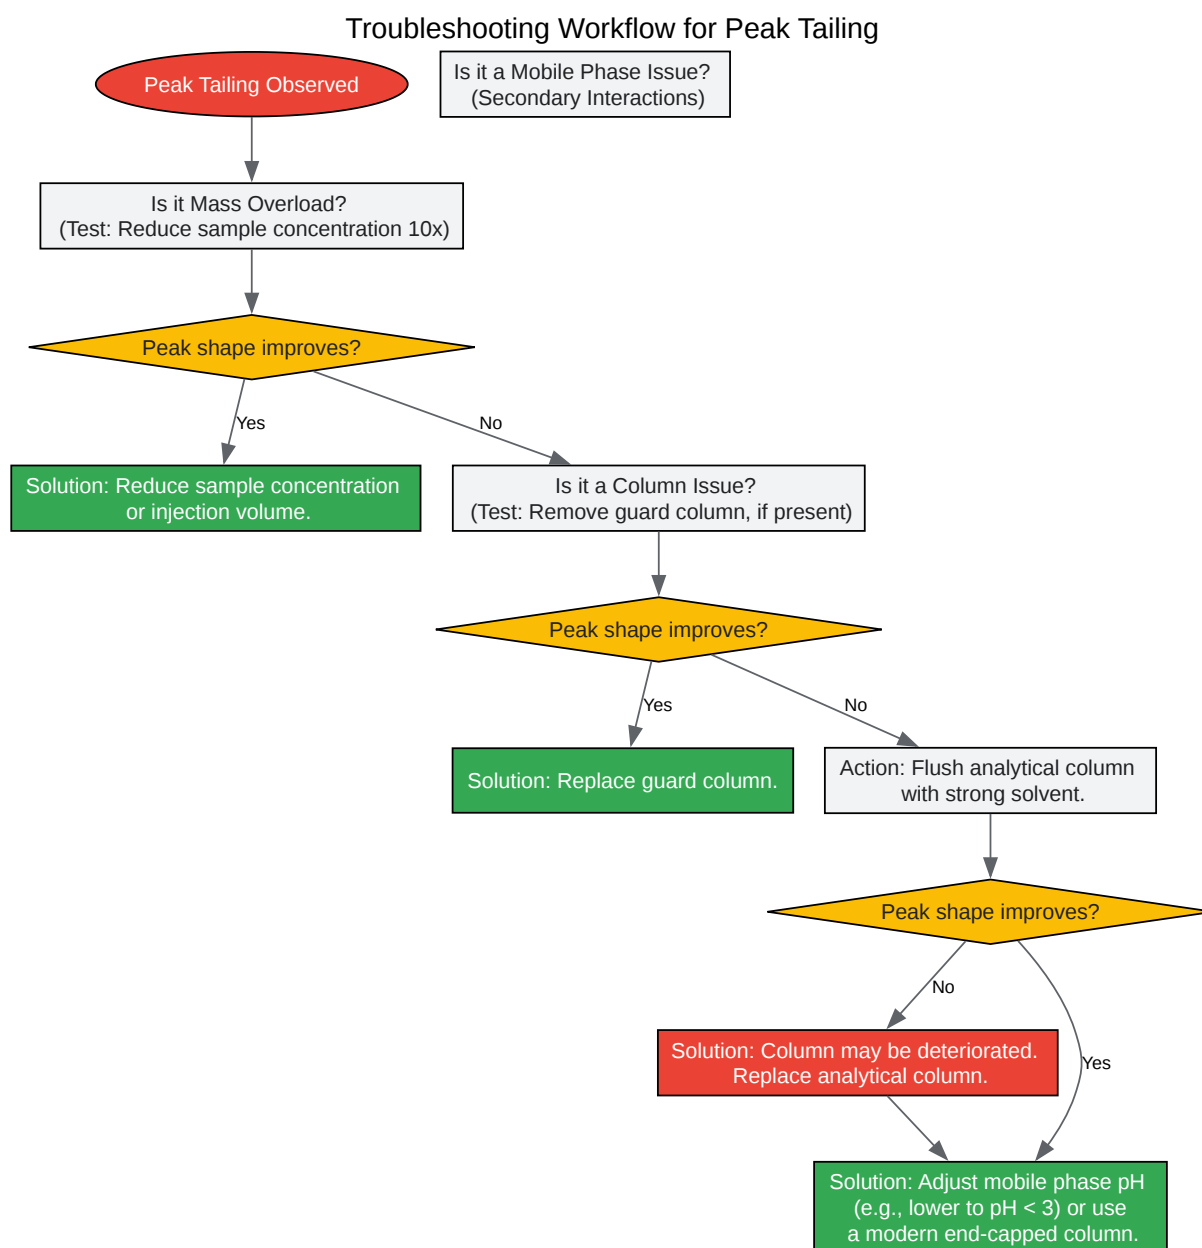 Troubleshooting Workflow for Peak Tailing
Peak Tailing Observed
Is it a Mobile Phase Issue?
(Secondary Interactions)
Is it Mass Overload?
(Test: Reduce sample concentration 10x)
Peak shape improves?
Yes
No
Solution: Reduce sample concentration
or injection volume.
Is it a Column Issue?
(Test: Remove guard column, if present)
Peak shape improves?
Yes
No
Solution: Replace guard column.
Action: Flush analytical column
with strong solvent.
Peak shape improves?
No
Yes
Solution: Column may be deteriorated.
Replace analytical column.
Solution: Adjust mobile phase pH
(e.g., lower to pH < 3) or use
a modern end-capped column.